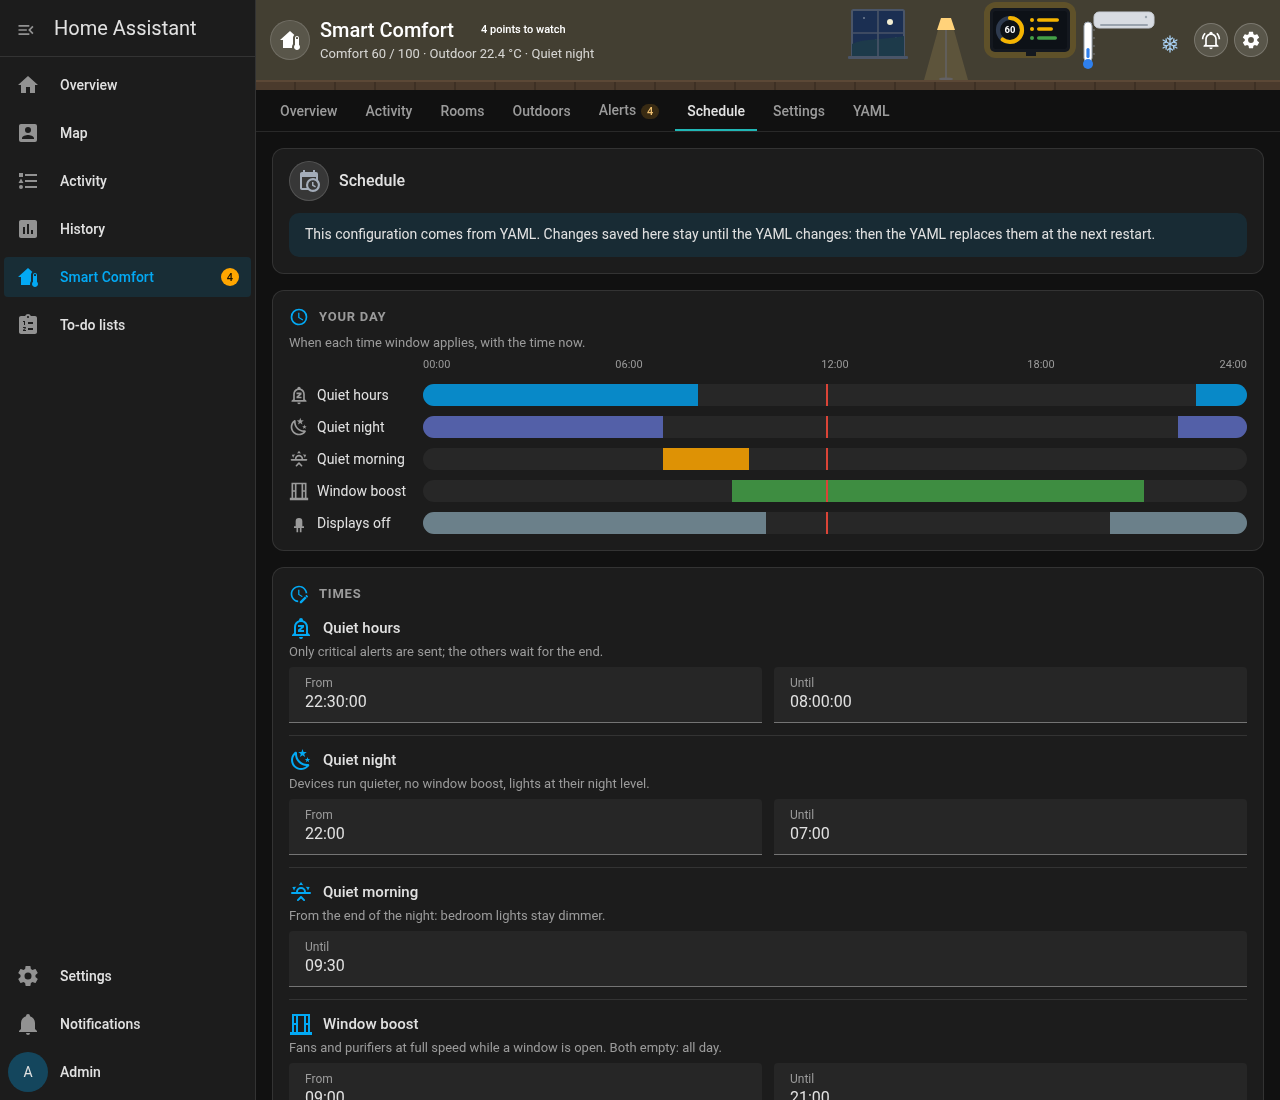 Home Assistant
Overview
Map
Activity
History
Smart Comfort
4
To-do lists
Settings
Notifications
A
Admin
Smart Comfort
4 points to watch
Comfort 60 / 100 · Outdoor 22.4 °C · Quiet night
60
Overview
Activity
Rooms
Outdoors
Alerts 4
Schedule
Settings
YAML
Schedule
This configuration comes from YAML. Changes saved here stay until the YAML changes: then the YAML replaces them at the next restart.
YOUR DAY
When each time window applies, with the time now.
00:00 06:00 12:00 18:00 24:00
Quiet hours
Quiet night
Quiet morning
Window boost
Displays off
TIMES
Quiet hours
Only critical alerts are sent; the others wait for the end.
From
22:30:00
Until
08:00:00
Quiet night
Devices run quieter, no window boost, lights at their night level.
From
22:00
Until
07:00
Quiet morning
From the end of the night: bedroom lights stay dimmer.
Until
09:30
Window boost
Fans and purifiers at full speed while a window is open. Both empty: all day.
From
09:00
Until
21:00